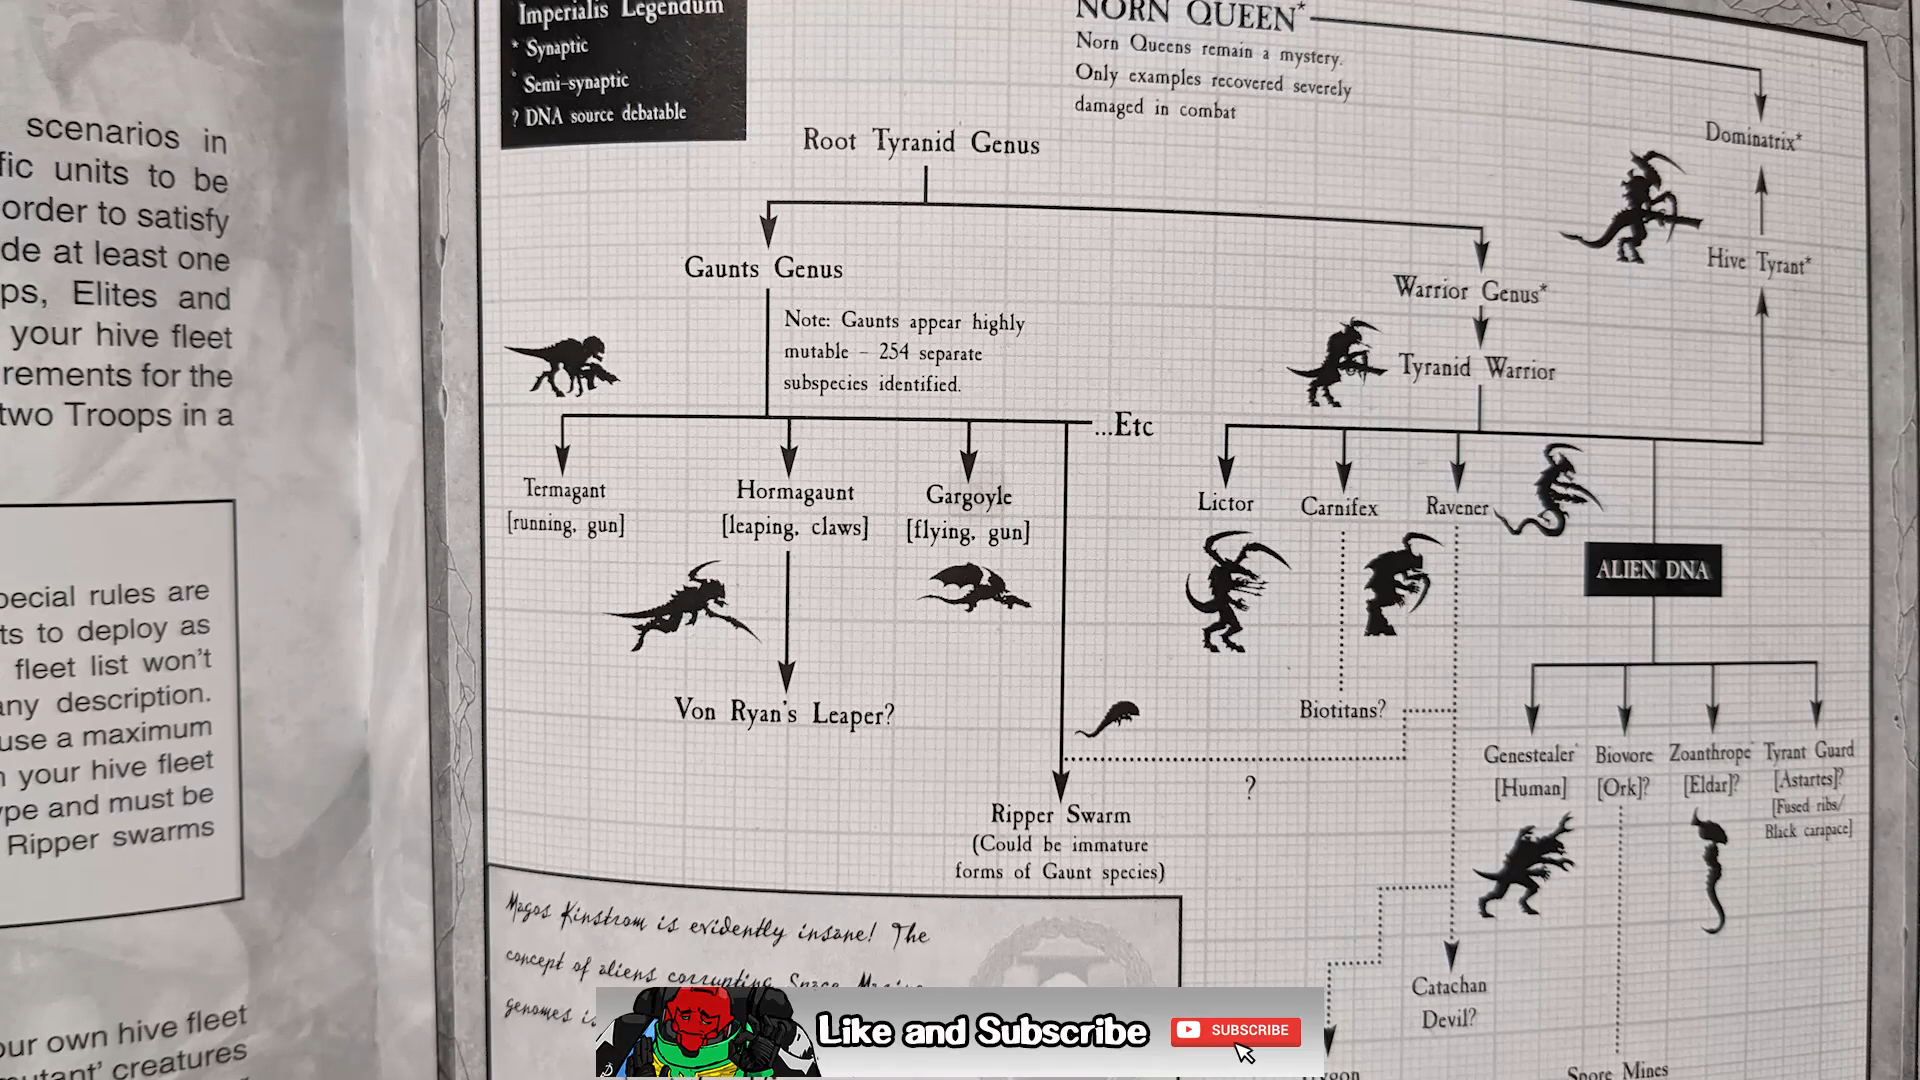 scenarios in
fic units to be
order to satisfy
de at least one
ps, Elites and
your hive fleet
rements for the
two Troops in a
pecial rules are
ts to deploy as
fleet list won't
any description.
use a maximum
n your hive fleet
ype and must be
Ripper swarms
our own hive fleet
mutant' creatures
Imperialis Legendum
* Synaptic
° Semi-synaptic
? DNA source debatable
NORN QUEEN*
Norn Queens remain a mystery.
Only examples recovered severely
damaged in combat
Root Tyranid Genus
Dominatrix*
Hive Tyrant*
Gaunts Genus
Warrior Genus*
Note: Gaunts appear highly
mutable – 254 separate
subspecies identified.
Tyranid Warrior
...Etc
Termagant
[running, gun]
Hormagaunt
[leaping, claws]
Gargoyle
[flying, gun]
Lictor
Carnifex
Ravener
ALIEN DNA
Von Ryan's Leaper?
Biotitans?
Genestealer°
[Human]
Biovore
[Ork]?
Zoanthrope°
[Eldar]?
Tyrant Guard
[Astartes]?
[Fused ribs/
Black carapace]
?
Ripper Swarm
(Could be immature
forms of Gaunt species)
Catachan
Devil?
Spore Mines
Magos Kinstrom is evidently insane! The
concept of aliens corrupting Space
genomes is
Like and Subscribe
SUBSCRIBE